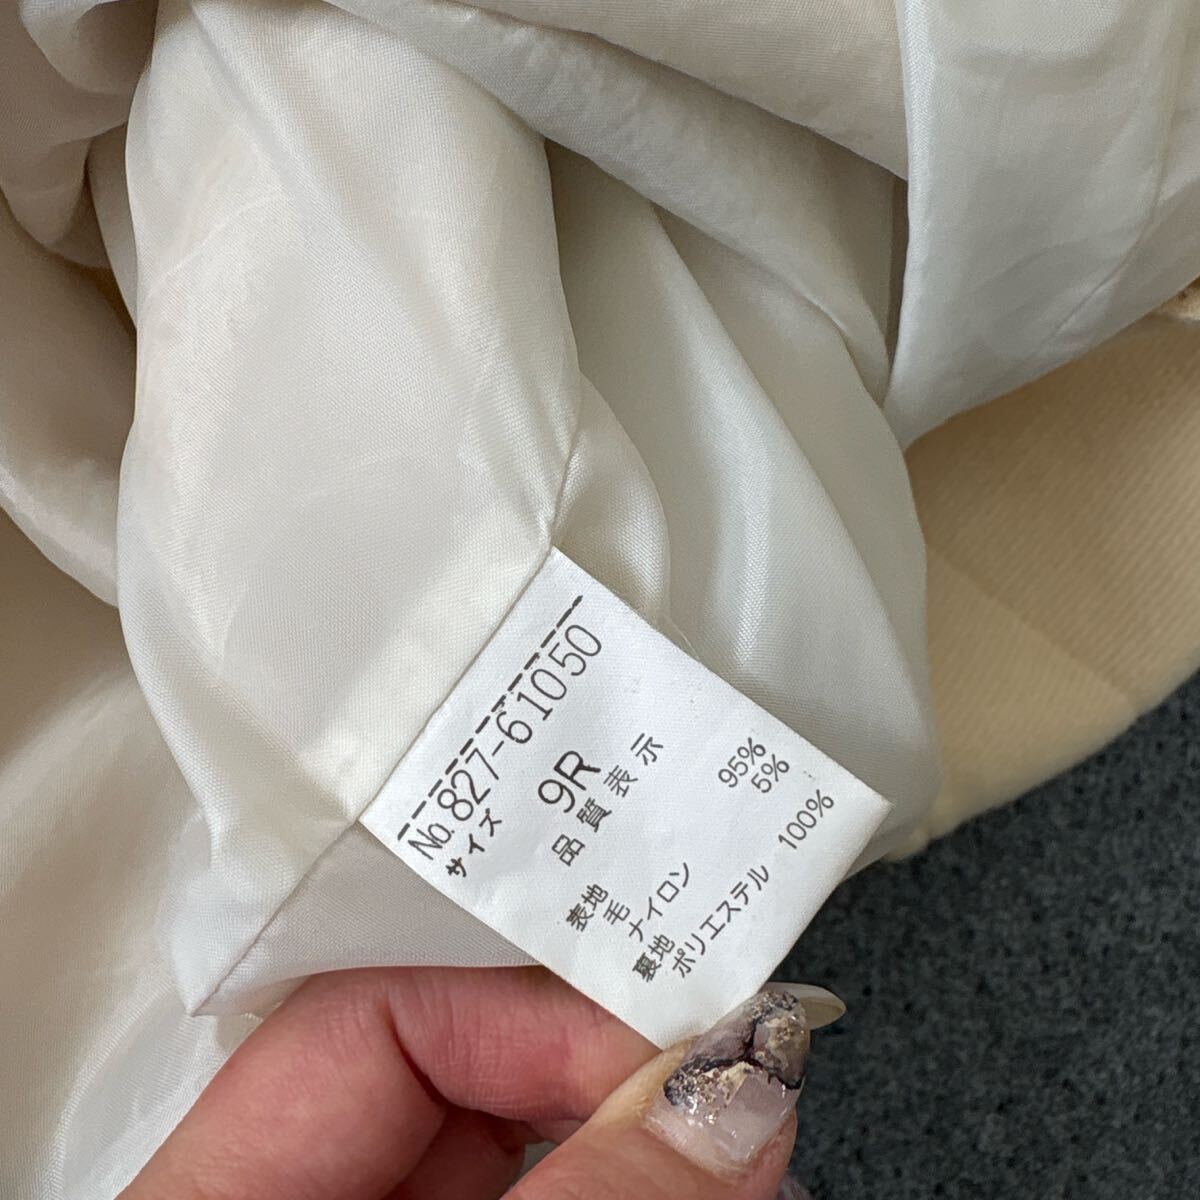 No.827-61050
サイズ 9R
品質表示
表地
毛 95%
ナイロン 5%
裏地
ポリエステル 100%